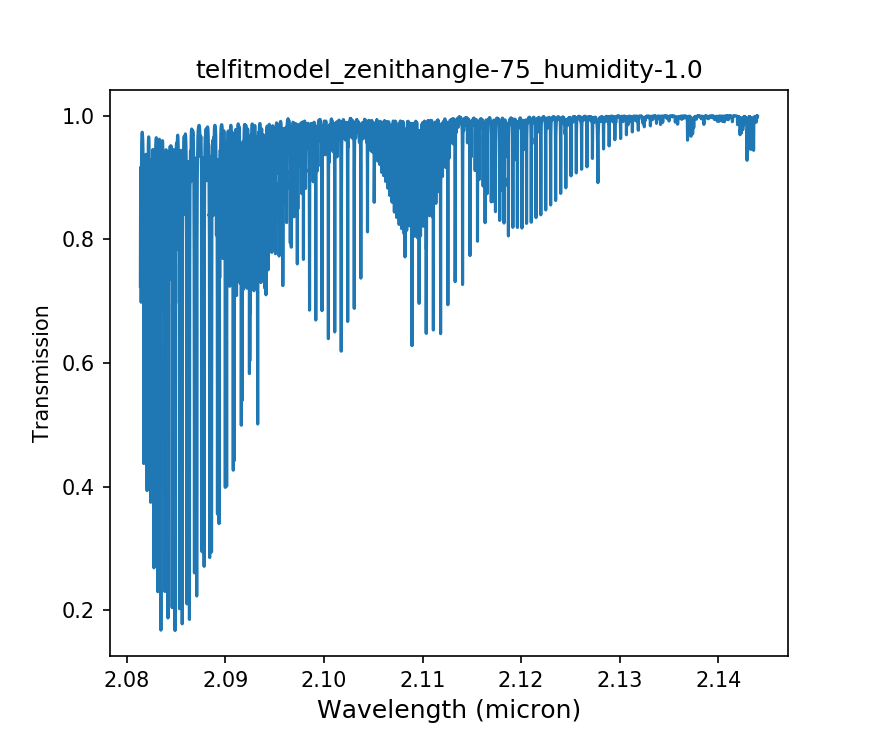 telfitmodel_zenithangle-75_humidity-1.0
1.0
0.8
0.6
0.4
0.2
Transmission
2.08 2.09 2.10 2.11 2.12 2.13 2.14
Wavelength (micron)